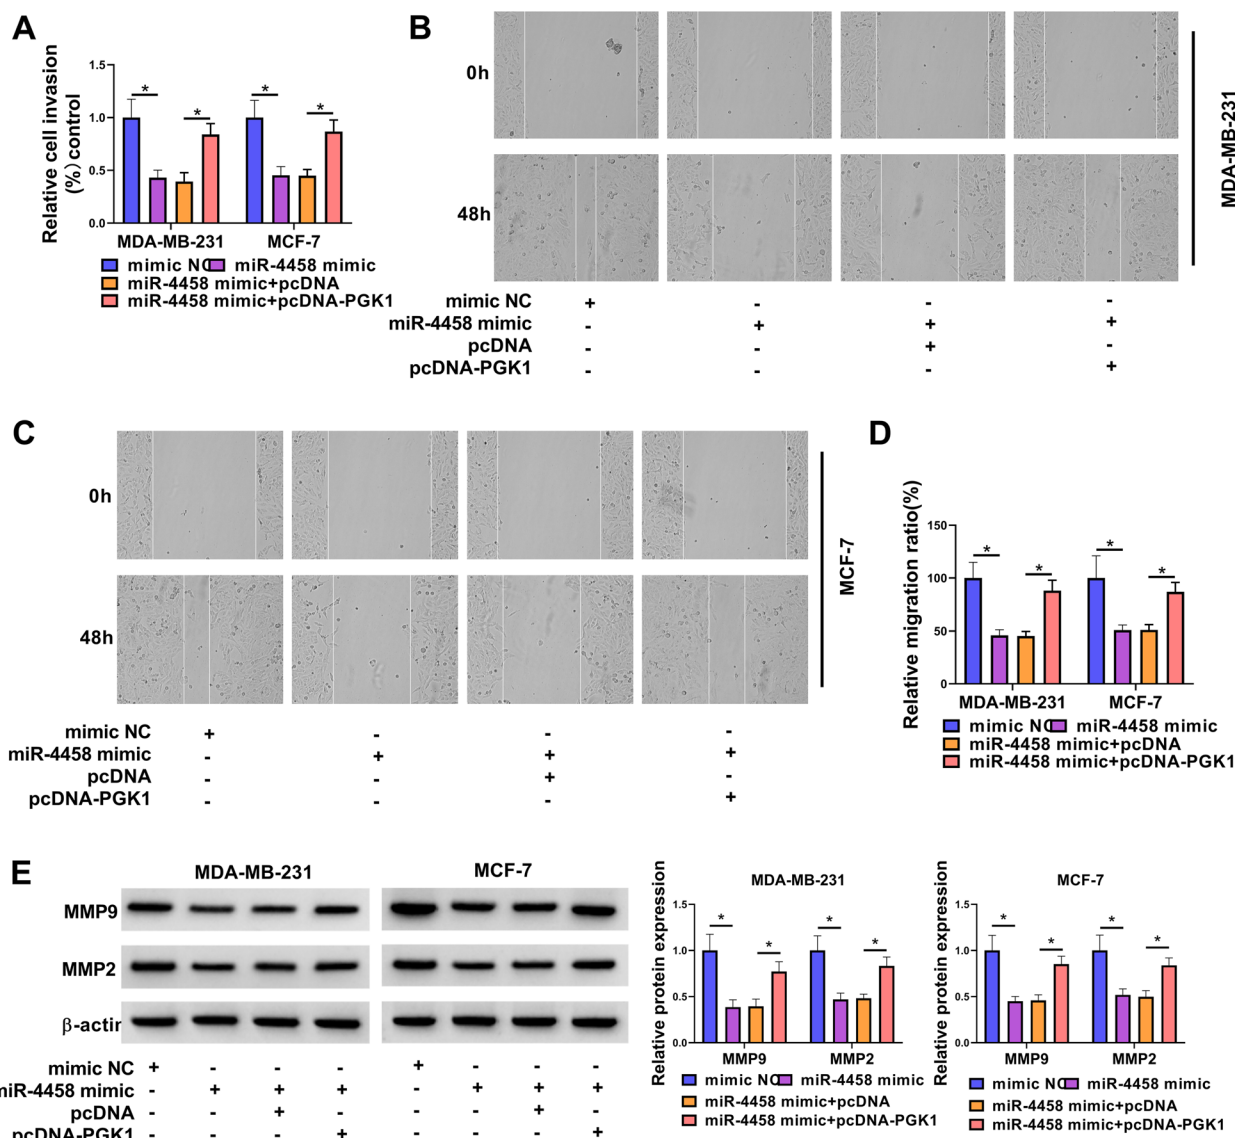 A
Relative cell invasion
(%) control
1.5
1.0
0.5
0.0
*
*
*
*
MDA-MB-231
MCF-7
mimic NC
miR-4458 mimic
miR-4458 mimic+pcDNA
miR-4458 mimic+pcDNA-PGK1
B
0h
48h
MDA-MB-231
mimic NC + - - -
miR-4458 mimic - + + +
pcDNA - - + -
pcDNA-PGK1 - - - +
C
0h
48h
MCF-7
mimic NC + - - -
miR-4458 mimic - + + +
pcDNA - - + -
pcDNA-PGK1 - - - +
D
Relative migration ratio(%)
150
100
50
0
*
*
*
*
MDA-MB-231
MCF-7
mimic NC
miR-4458 mimic
miR-4458 mimic+pcDNA
miR-4458 mimic+pcDNA-PGK1
E
MDA-MB-231
MCF-7
MMP9
MMP2
β-actin
mimic NC + - - - + - - -
miR-4458 mimic - + + + - + + +
pcDNA - - + - - - + -
pcDNA-PGK1 - - - + - - - +
MDA-MB-231
Relative protein expression
1.5
1.0
0.5
0.0
*
*
*
*
MMP9
MMP2
mimic NC
miR-4458 mimic
miR-4458 mimic+pcDNA
miR-4458 mimic+pcDNA-PGK1
MCF-7
Relative protein expression
1.5
1.0
0.5
0.0
*
*
*
*
MMP9
MMP2
mimic NC
miR-4458 mimic
miR-4458 mimic+pcDNA
miR-4458 mimic+pcDNA-PGK1